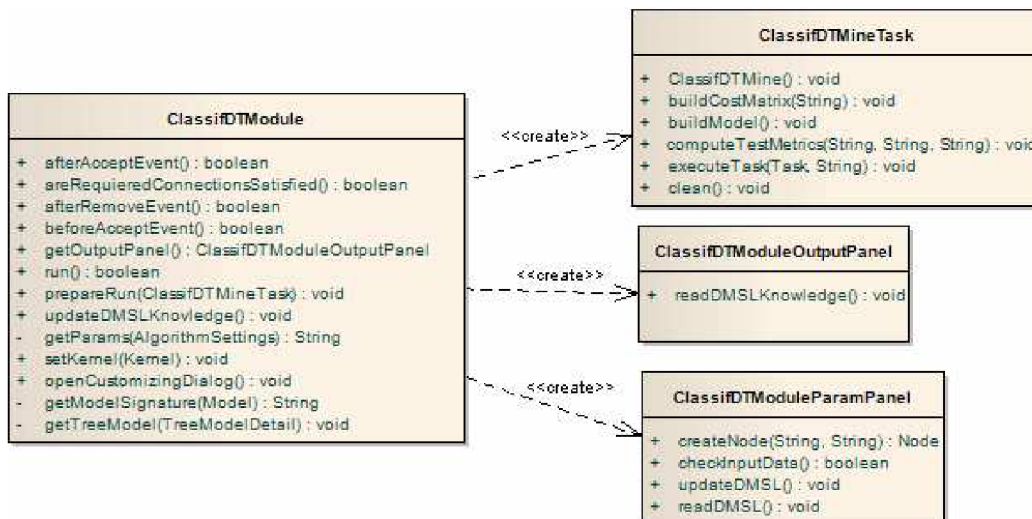 ClassifDTModule
+ afterAcceptEvent() : boolean
+ areRequieredConnectionsSatisfied() : boolean
+ afterRemoveEvent() : boolean
+ beforeAcceptEvent() : boolean
+ getOutputPanel() : ClassifDTModuleOutputPanel
+ run() : boolean
+ prepareRun(ClassifDTMineTask) : void
+ updateDMSLKnovledge() : void
- getParams(AlgorithmSettings) : String
+ setKernel(Kernel) : void
+ openCustomizingDialog() : void
- getModelSignature(Model) : String
- getTreeModel(TreeModelDetail) : void
<<create>>
ClassifDTMineTask
+ ClassifDTMine() : void
+ buildCostMatrix(String) : void
+ buildModel() : void
+ computeTestMetrics(String, String, String) : void
+ executeTask(Task, String) : void
+ clean() : void
<<create>>
ClassifDTModuleOutputPanel
+ readDMSLKnowledge() : void
<<create>>
ClassifDTModuleParamPanel
+ createNode(String, String) : Node
+ checkInputData() : boolean
+ updateDMSL() : void
+ readDMSL() : void